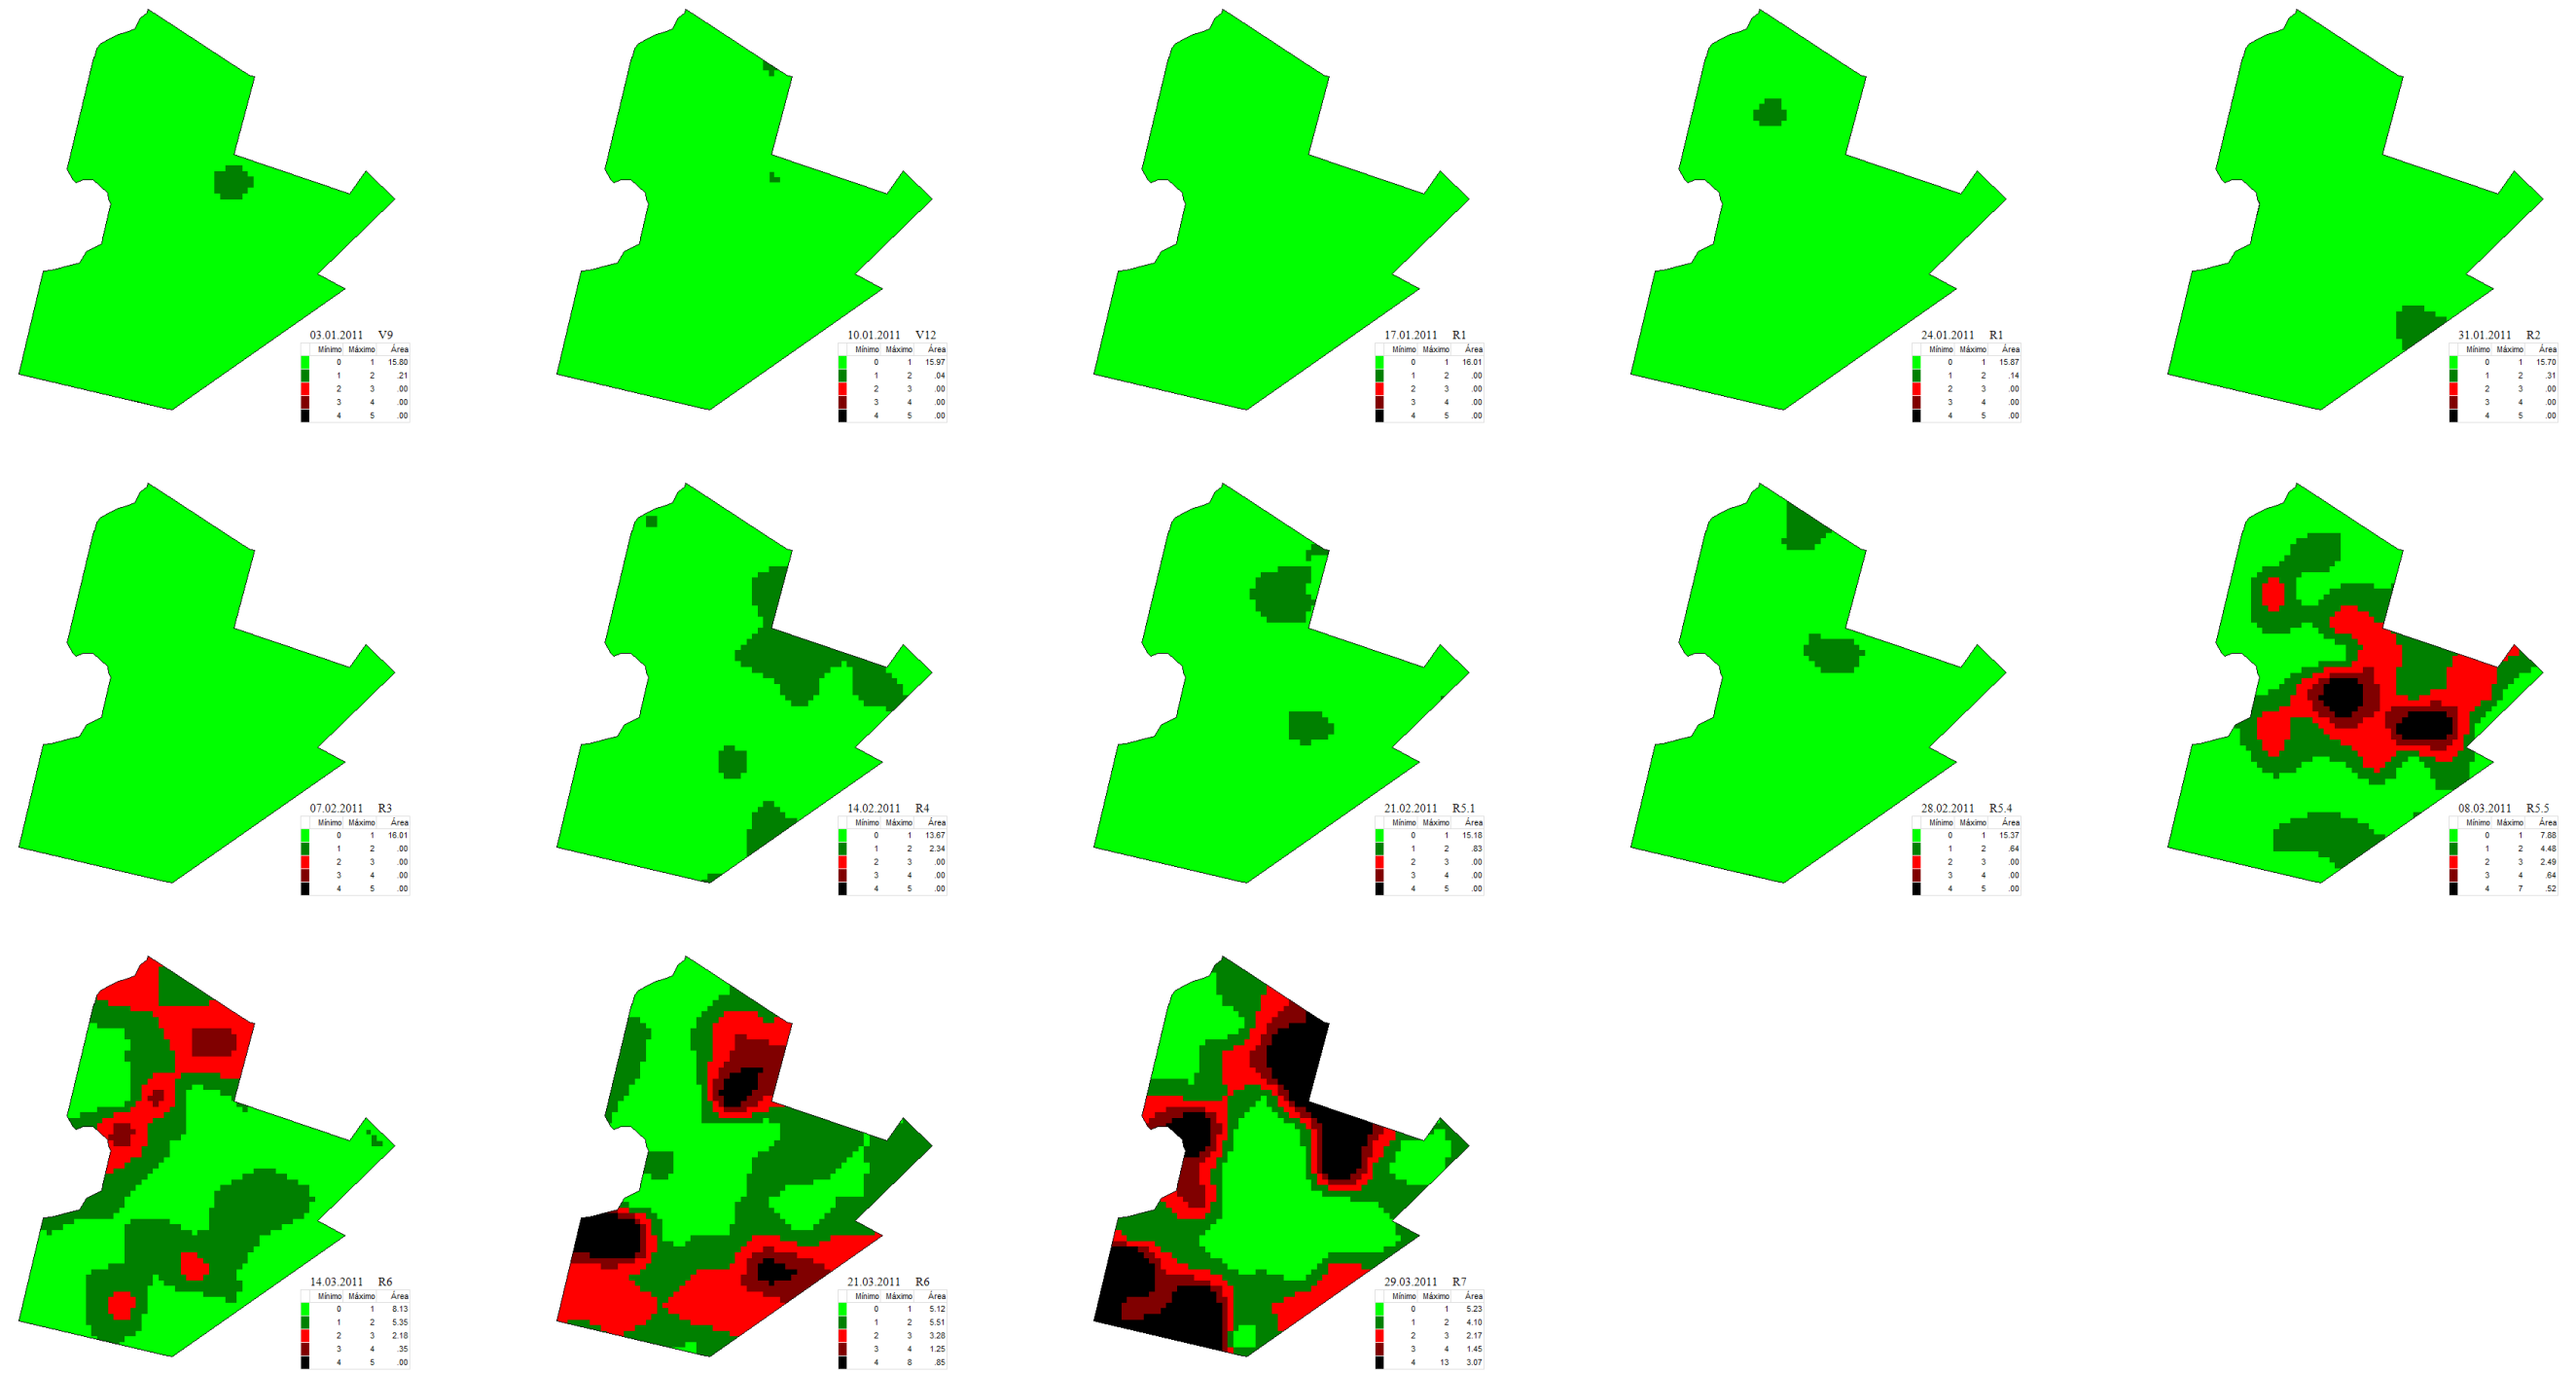 03.01.2011 V9
Mínimo Máximo Área
0 1 15.80
1 2 .21
2 3 .00
3 4 .00
4 5 .00
10.01.2011 V12
Mínimo Máximo Área
0 1 15.97
1 2 .04
2 3 .00
3 4 .00
4 5 .00
17.01.2011 R1
Mínimo Máximo Área
0 1 16.01
1 2 .00
2 3 .00
3 4 .00
4 5 .00
24.01.2011 R1
Mínimo Máximo Área
0 1 15.87
1 2 .14
2 3 .00
3 4 .00
4 5 .00
31.01.2011 R2
Mínimo Máximo Área
0 1 15.70
1 2 .31
2 3 .00
3 4 .00
4 5 .00
07.02.2011 R3
Mínimo Máximo Área
0 1 16.01
1 2 .00
2 3 .00
3 4 .00
4 5 .00
14.02.2011 R4
Mínimo Máximo Área
0 1 13.67
1 2 2.34
2 3 .00
3 4 .00
4 5 .00
21.02.2011 R5.1
Mínimo Máximo Área
0 1 15.18
1 2 .83
2 3 .00
3 4 .00
4 5 .00
28.02.2011 R5.4
Mínimo Máximo Área
0 1 15.37
1 2 .64
2 3 .00
3 4 .00
4 5 .00
08.03.2011 R5.5
Mínimo Máximo Área
0 1 7.88
1 2 4.48
2 3 2.49
3 4 .64
4 7 .52
14.03.2011 R6
Mínimo Máximo Área
0 1 8.13
1 2 5.35
2 3 2.18
3 4 .35
4 5 .00
21.03.2011 R6
Mínimo Máximo Área
0 1 5.12
1 2 5.51
2 3 3.28
3 4 1.25
4 8 .85
29.03.2011 R7
Mínimo Máximo Área
0 1 5.23
1 2 4.10
2 3 2.17
3 4 1.45
4 13 3.07